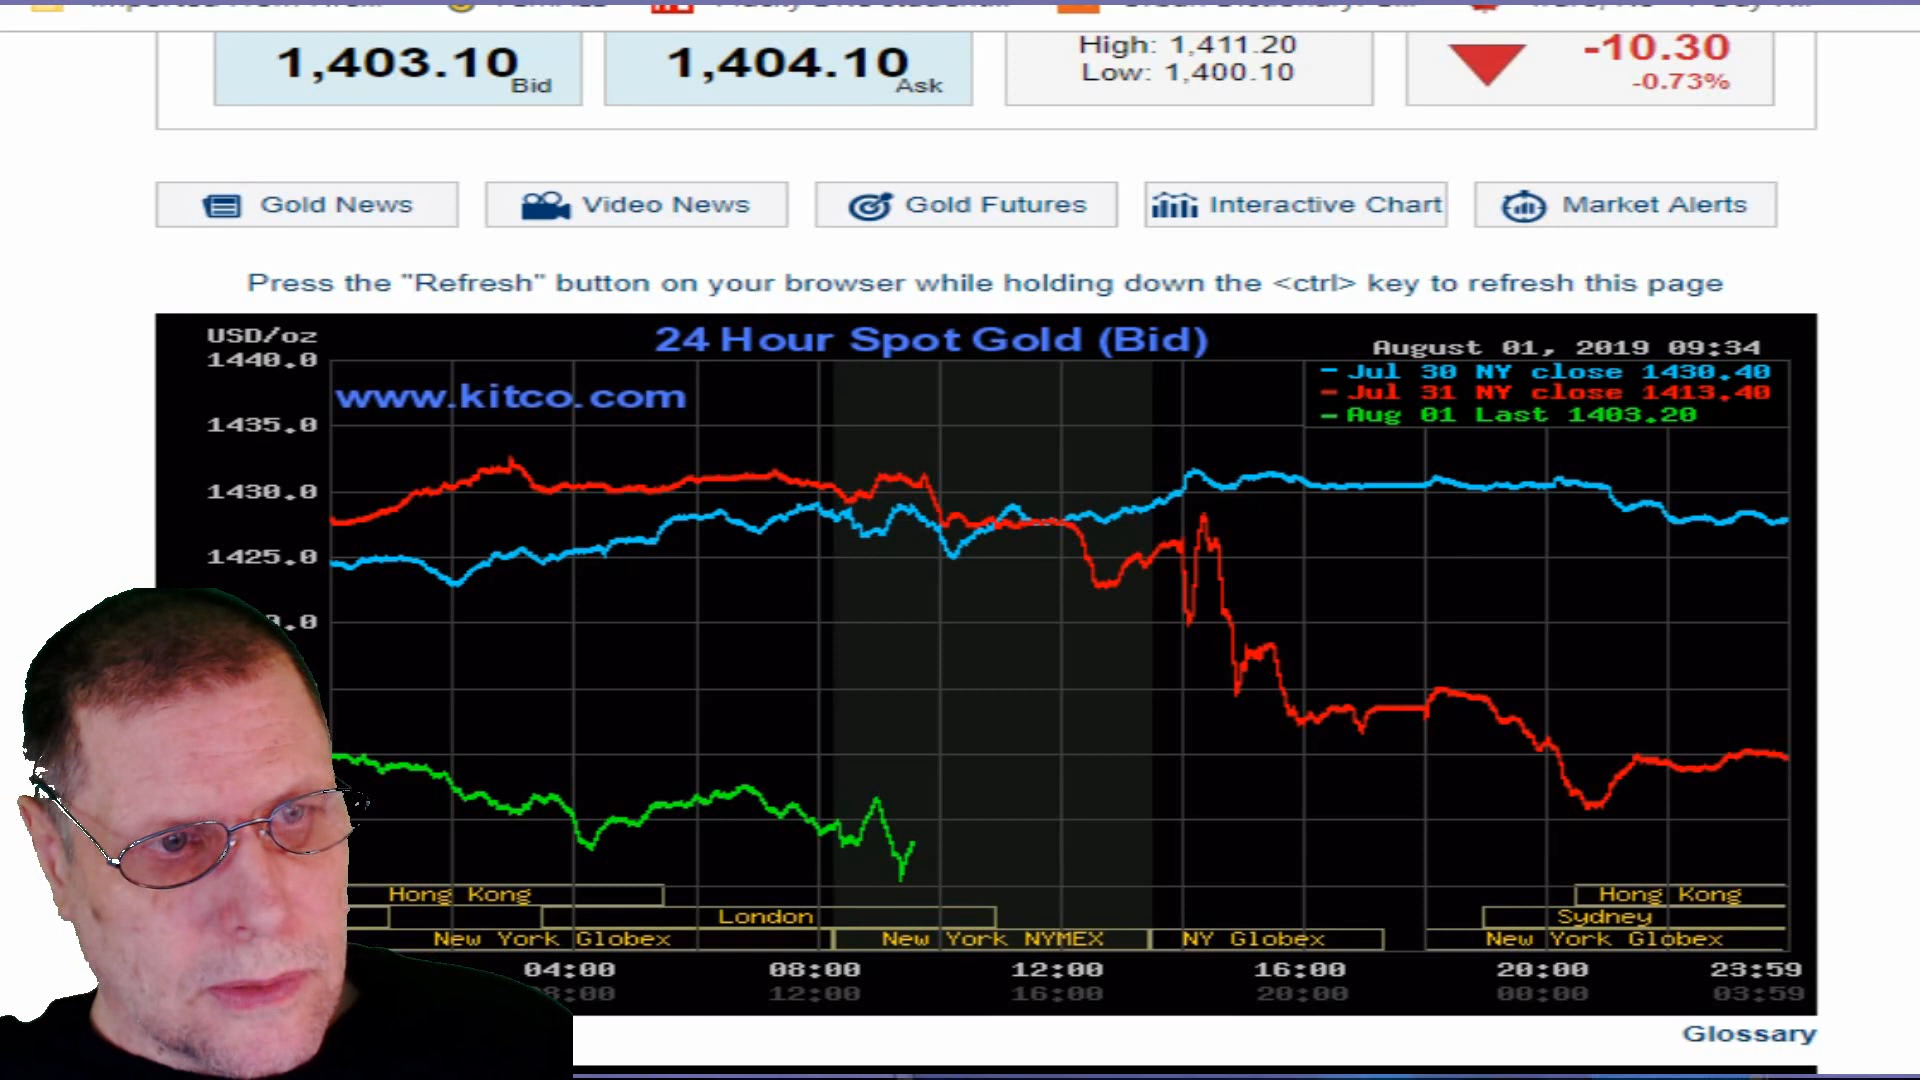 1,403.10 Bid
1,404.10 Ask
High: 1,411.20
Low: 1,400.10
-10.30
-0.73%
Gold News
Video News
Gold Futures
Interactive Chart
Market Alerts
Press the "Refresh" button on your browser while holding down the <ctrl> key to refresh this page
USD/oz
24 Hour Spot Gold (Bid)
August 01, 2019 09:34
www.kitco.com
Jul 30 NY close 1430.40
Jul 31 NY close 1413.40
Aug 01 Last 1403.20
1440.0
1435.0
1430.0
1425.0
Hong Kong
Hong Kong
London
Sydney
New York Globex
New York NYMEX
NY Globex
New York Globex
04:00 08:00 12:00 16:00 20:00 23:59
12:00 16:00 20:00 00:00 03:59
Glossary